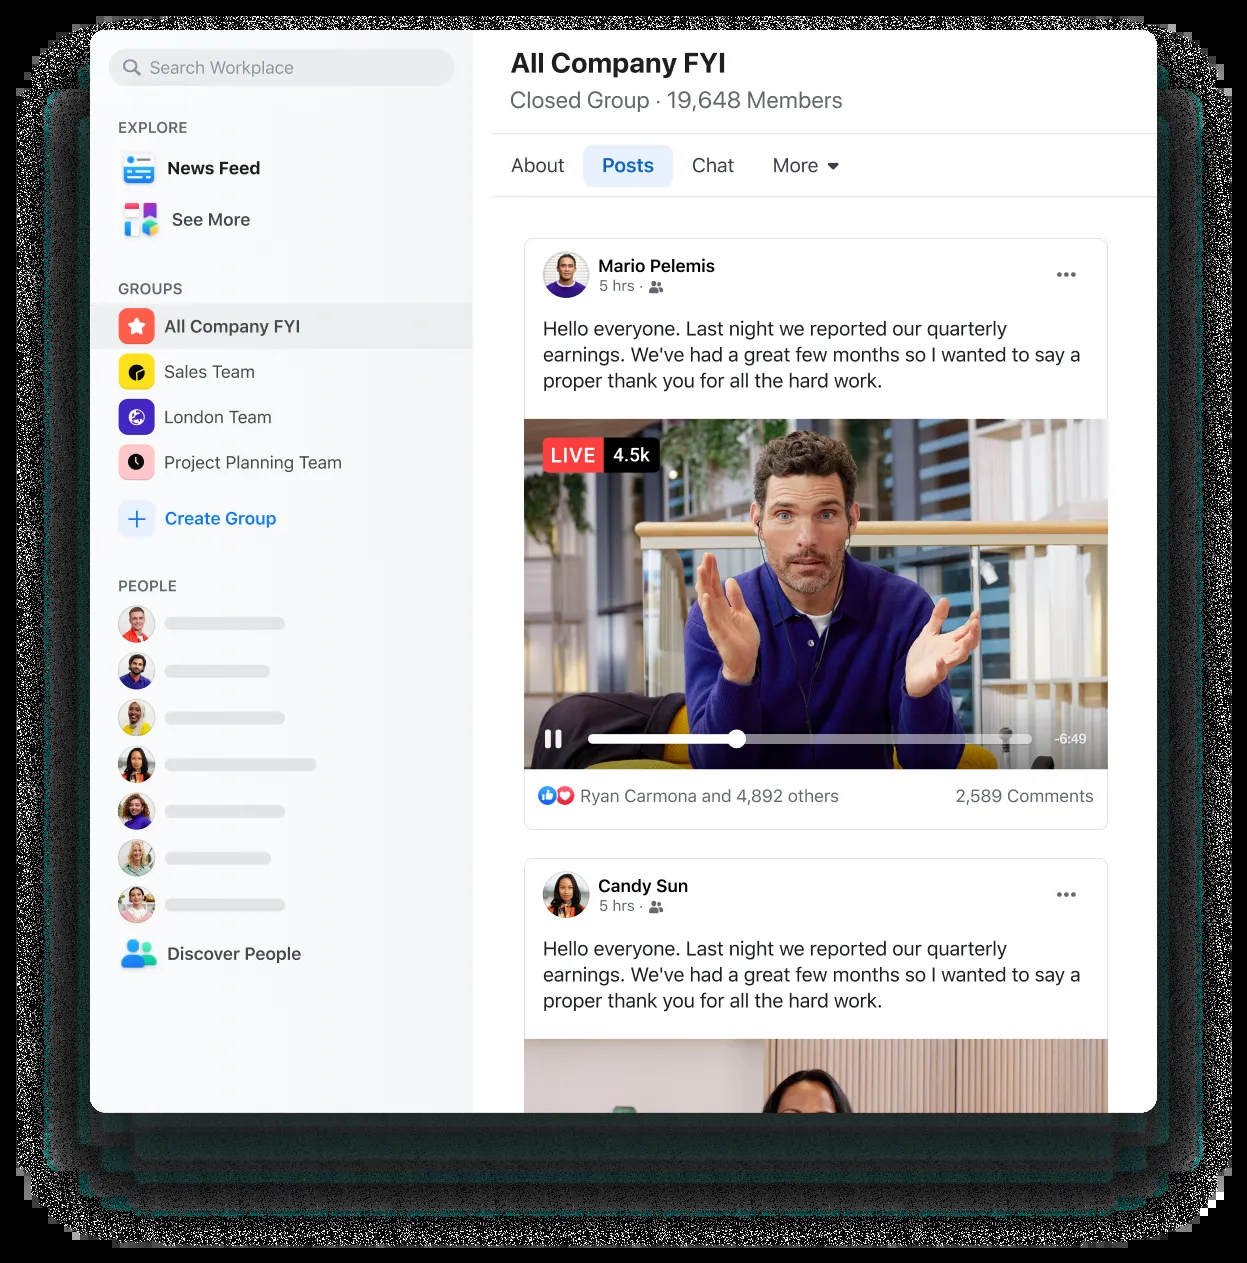 Search Workplace
EXPLORE
News Feed
See More
GROUPS
All Company FYI
Sales Team
London Team
Project Planning Team
Create Group
PEOPLE
Discover People
All Company FYI
Closed Group · 19,648 Members
About Posts Chat More
Mario Pelemis
5 hrs ·
Hello everyone. Last night we reported our quarterly
earnings. We've had a great few months so I wanted to say a
proper thank you for all the hard work.
LIVE 4.5k
-6:49
Ryan Carmona and 4,892 others 2,589 Comments
Candy Sun
5 hrs ·
Hello everyone. Last night we reported our quarterly
earnings. We've had a great few months so I wanted to say a
proper thank you for all the hard work.